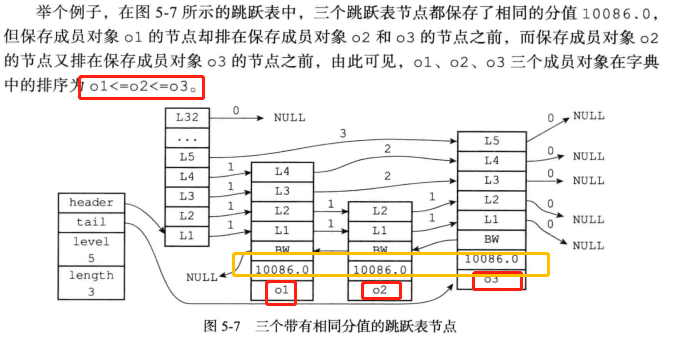 举个例子，在图 5-7 所示的跳跃表中，三个跳跃表节点都保存了相同的分值 10086.0，
但保存成员对象 o1 的节点却排在保存成员对象 o2 和 o3 的节点之前，而保存成员对象 o2
的节点又排在保存成员对象 o3 的节点之前，由此可见，o1、o2、o3 三个成员对象在字典
中的排序为 o1<=o2<=o3。
L32
0
NULL
...
L5
L4
L3
L2
L1
1
1
1
1
3
header
tail
level
5
length
3
NULL
L4
L3
L2
L1
BW
10086.0
o1
2
2
1
1
L2
L1
BW
10086.0
o2
1
1
L5
L4
L3
L2
L1
BW
10086.0
o3
0
NULL
0
NULL
0
NULL
0
NULL
0
NULL
图 5-7 三个带有相同分值的跳跃表节点